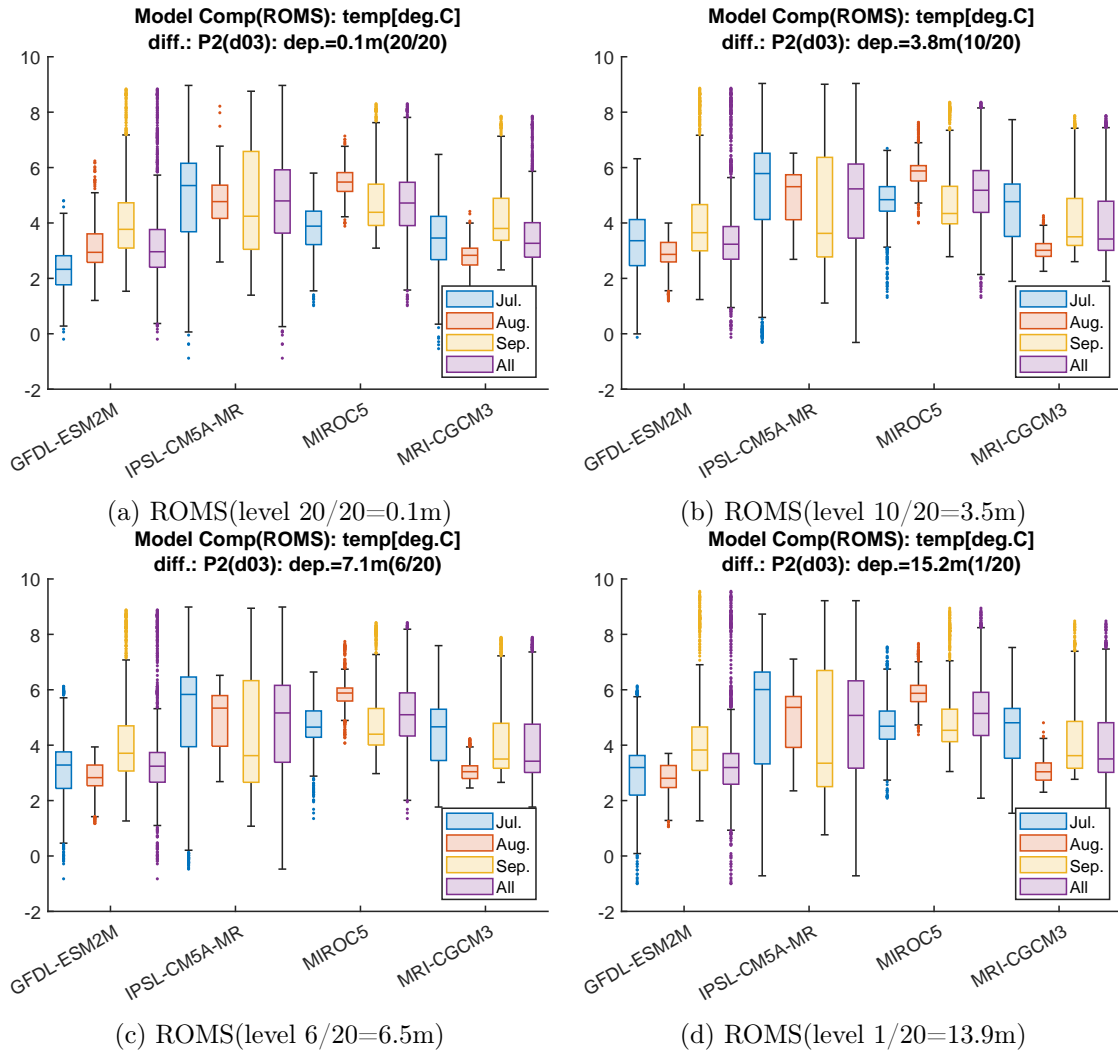 Model Comp(ROMS): temp[deg.C]
diff.: P2(d03): dep.=0.1m(20/20)
10
8
6
4
2
0
-2
Jul.
Aug.
Sep.
All
GFDL-ESM2M
IPSL-CM5A-MR
MIROC5
MRI-CGCM3
(a) ROMS(level 20/20=0.1m)
Model Comp(ROMS): temp[deg.C]
diff.: P2(d03): dep.=3.8m(10/20)
10
8
6
4
2
0
-2
Jul.
Aug.
Sep.
All
GFDL-ESM2M
IPSL-CM5A-MR
MIROC5
MRI-CGCM3
(b) ROMS(level 10/20=3.5m)
Model Comp(ROMS): temp[deg.C]
diff.: P2(d03): dep.=7.1m(6/20)
10
8
6
4
2
0
-2
Jul.
Aug.
Sep.
All
GFDL-ESM2M
IPSL-CM5A-MR
MIROC5
MRI-CGCM3
(c) ROMS(level 6/20=6.5m)
Model Comp(ROMS): temp[deg.C]
diff.: P2(d03): dep.=15.2m(1/20)
10
8
6
4
2
0
-2
Jul.
Aug.
Sep.
All
GFDL-ESM2M
IPSL-CM5A-MR
MIROC5
MRI-CGCM3
(d) ROMS(level 1/20=13.9m)